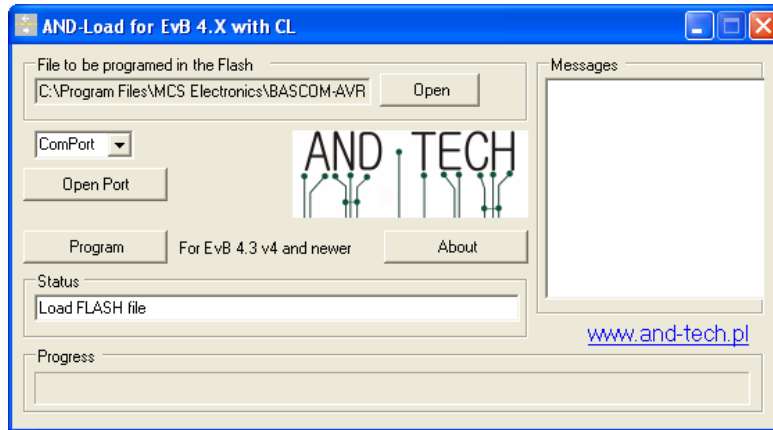 AND-Load for EvB 4.X with CL
File to be programed in the Flash
C:\Program Files\MCS Electronics\BASCOM-AVR
Open
Messages
ComPort
Open Port
AND TECH
Program
For EvB 4.3 v4 and newer
About
Status
Load FLASH file
www.and-tech.pl
Progress